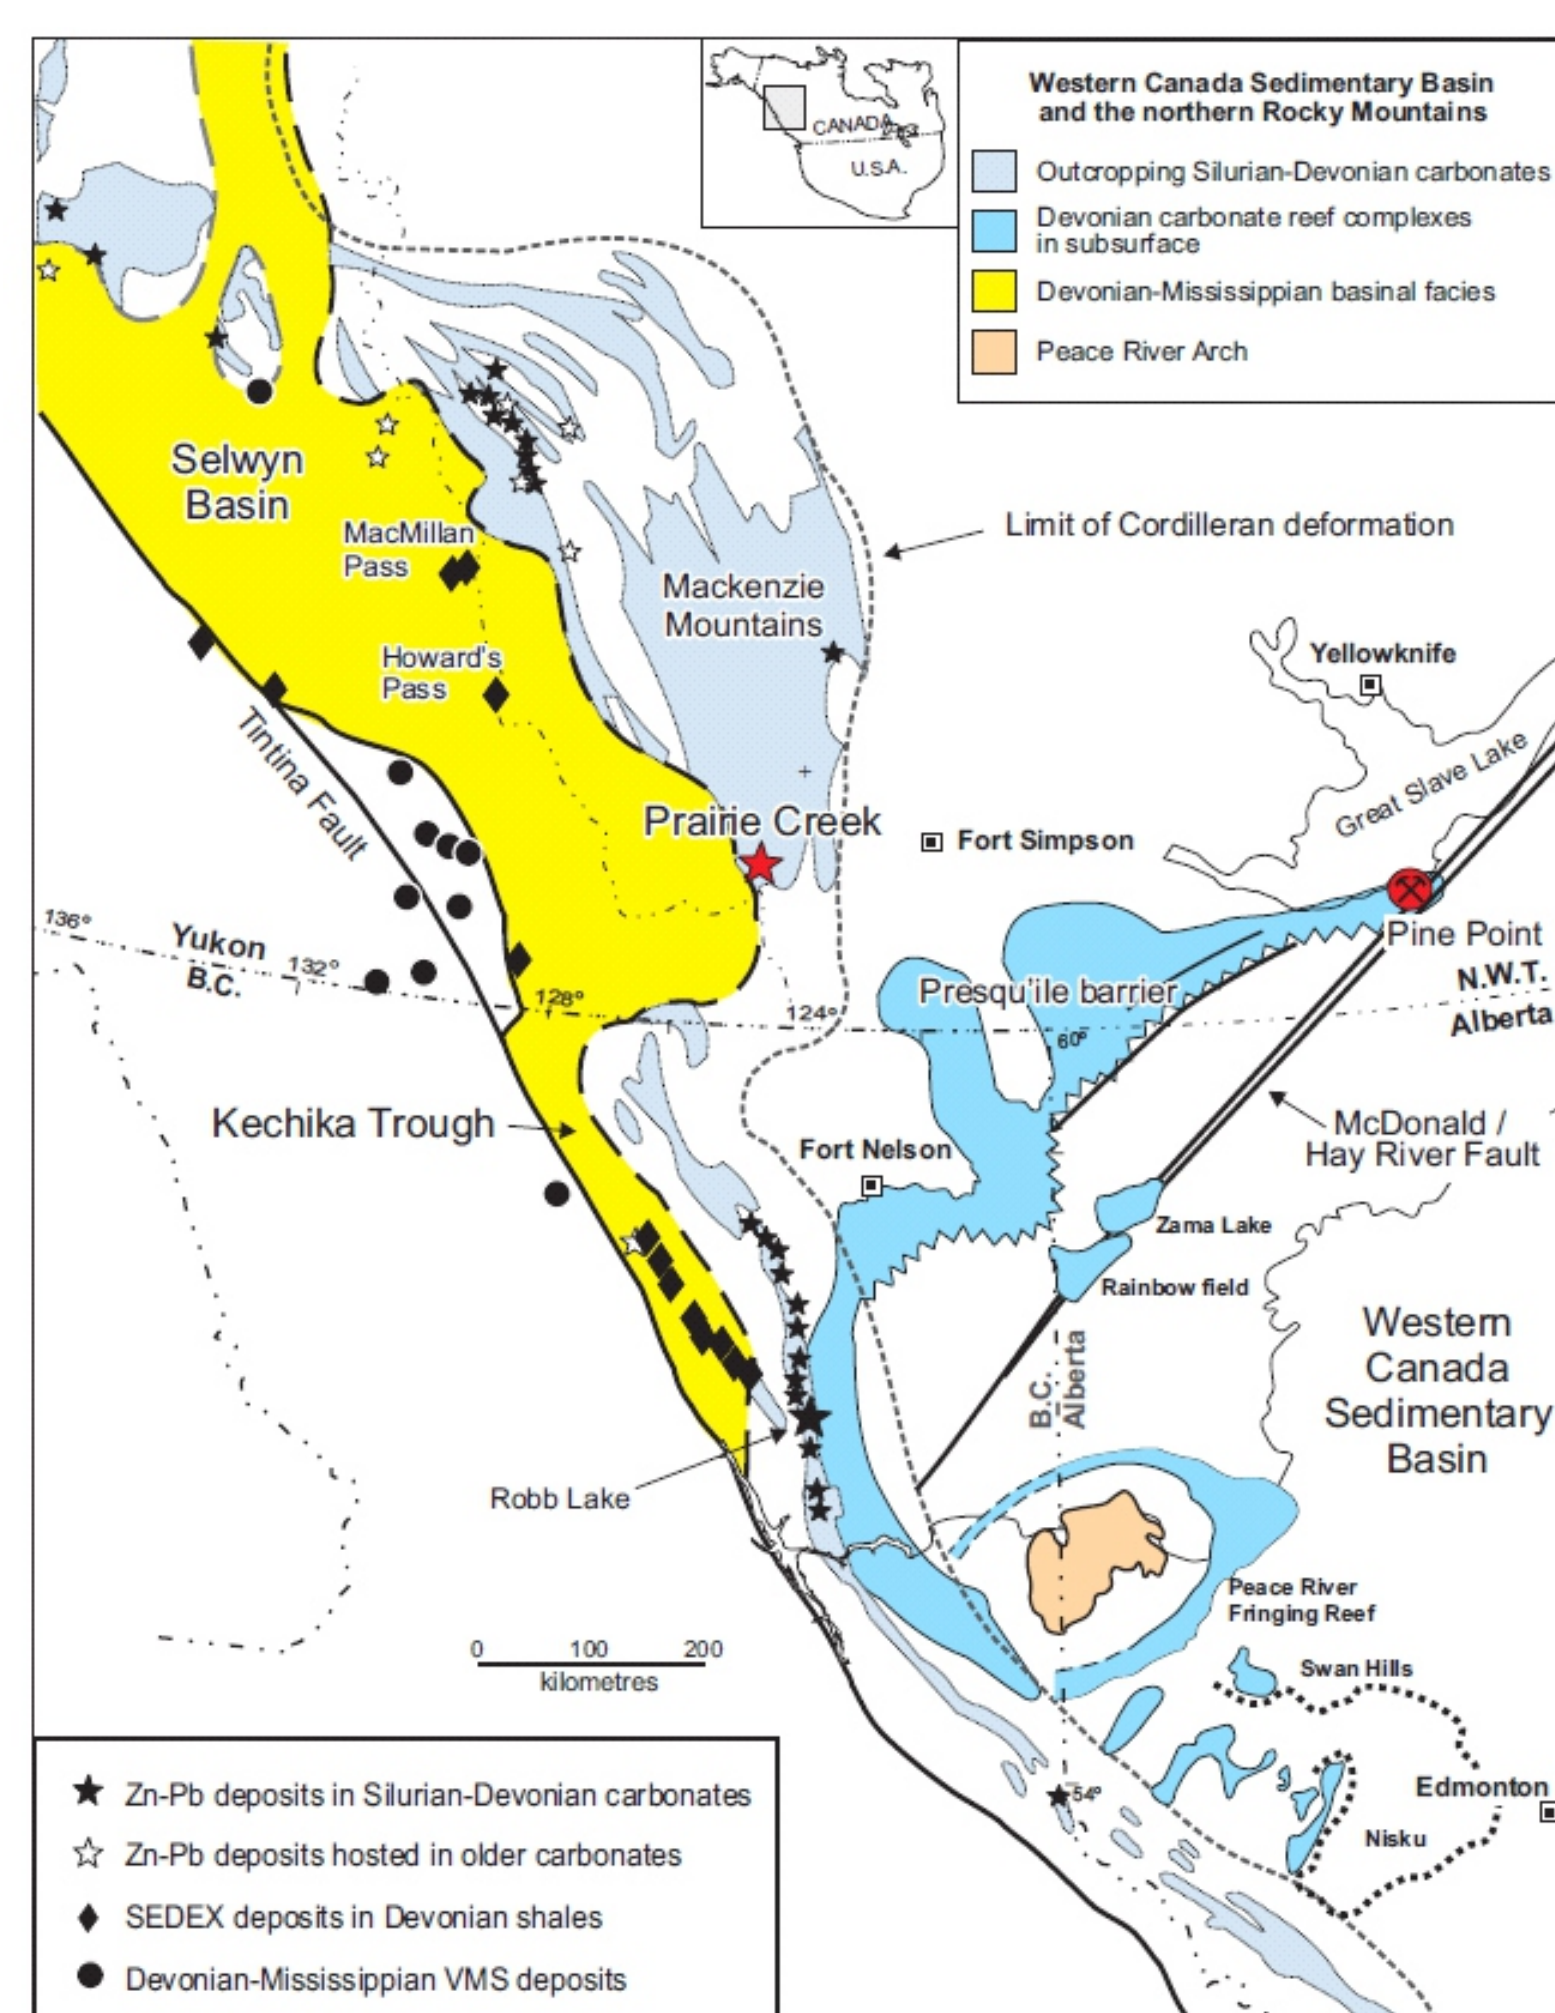 Western Canada Sedimentary Basin
and the northern Rocky Mountains
Outcropping Silurian-Devonian carbonates
Devonian carbonate reef complexes
in subsurface
Devonian-Mississippian basinal facies
Peace River Arch
CANADA
U.S.A.
Selwyn
Basin
MacMillan
Pass
Howard's
Pass
Mackenzie
Mountains
Limit of Cordilleran deformation
Yellowknife
Great Slave Lake
Tintina Fault
Prairie Creek
Fort Simpson
Pine Point
N.W.T.
Alberta
136°
Yukon
B.C.
132°
128°
124°
60°
Presqu'ile barrier
Kechika Trough
Fort Nelson
McDonald /
Hay River Fault
Zama Lake
Rainbow field
B.C.
Alberta
Western
Canada
Sedimentary
Basin
Robb Lake
Peace River
Fringing Reef
Swan Hills
0 100 200
kilometres
Edmonton
54°
Nisku
Zn-Pb deposits in Silurian-Devonian carbonates
Zn-Pb deposits hosted in older carbonates
SEDEX deposits in Devonian shales
Devonian-Mississippian VMS deposits